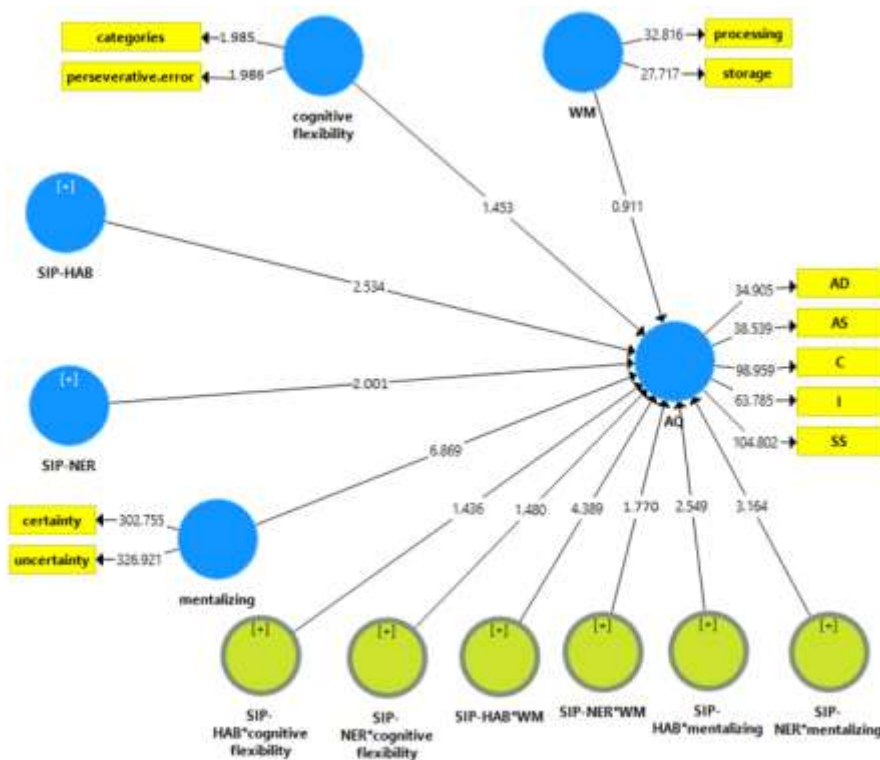 categories
1.985
perseverative.error
1.986
cognitive
flexibility
32.816
processing
27.717
storage
WM
[+]
SIP-HAB
1.453
0.911
2.534
34.905
AD
38.539
AS
98.959
C
63.785
I
104.802
SS
AQ
[+]
SIP-NER
2.001
6.869
certainty
302.755
uncertainty
326.921
mentalizing
1.436
1.480
4.389
1.770
2.549
3.164
[+]
[+]
[+]
[+]
[+]
[+]
SIP-
HAB*cognitive
flexibility
SIP-
NER*cognitive
flexibility
SIP-HAB*WM
SIP-NER*WM
SIP-
HAB*mentalizing
SIP-
NER*mentalizing